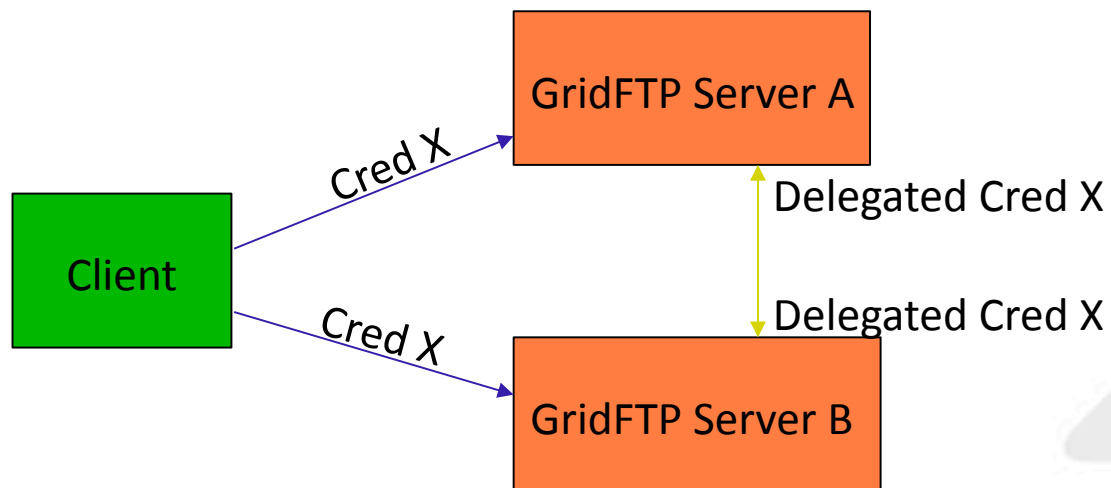 GridFTP Server A
Cred X
Delegated Cred X
Client
Delegated Cred X
Cred X
GridFTP Server B